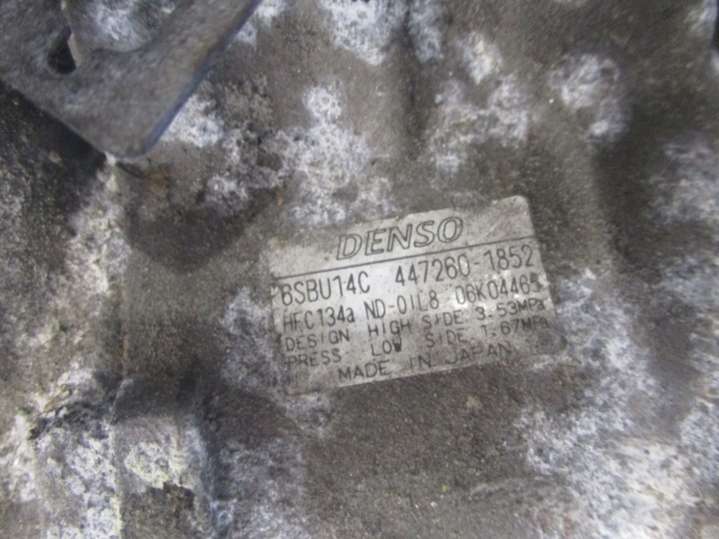 DENSO
6SBU14C 447260-1852
HFC134a ND-OIL8 06K04465
DESIGN HIGH SIDE 3.53MPa
PRESS LOW SIDE 1.67MPa
MADE IN JAPAN